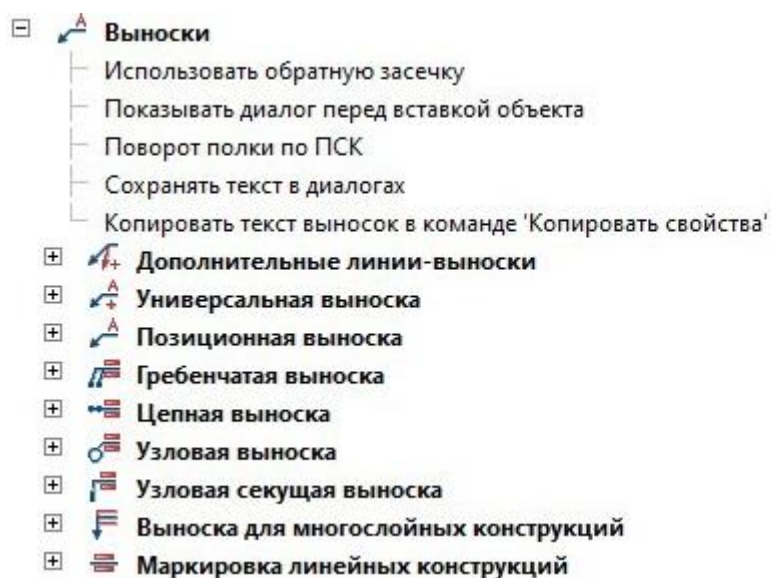 Выноски
Использовать обратную засечку
Показывать диалог перед вставкой объекта
Поворот полки по ПСК
Сохранять текст в диалогах
Копировать текст выносок в команде 'Копировать свойства'
Дополнительные линии-выноски
Универсальная выноска
Позиционная выноска
Гребенчатая выноска
Цепная выноска
Узловая выноска
Узловая секущая выноска
Выноска для многослойных конструкций
Маркировка линейных конструкций